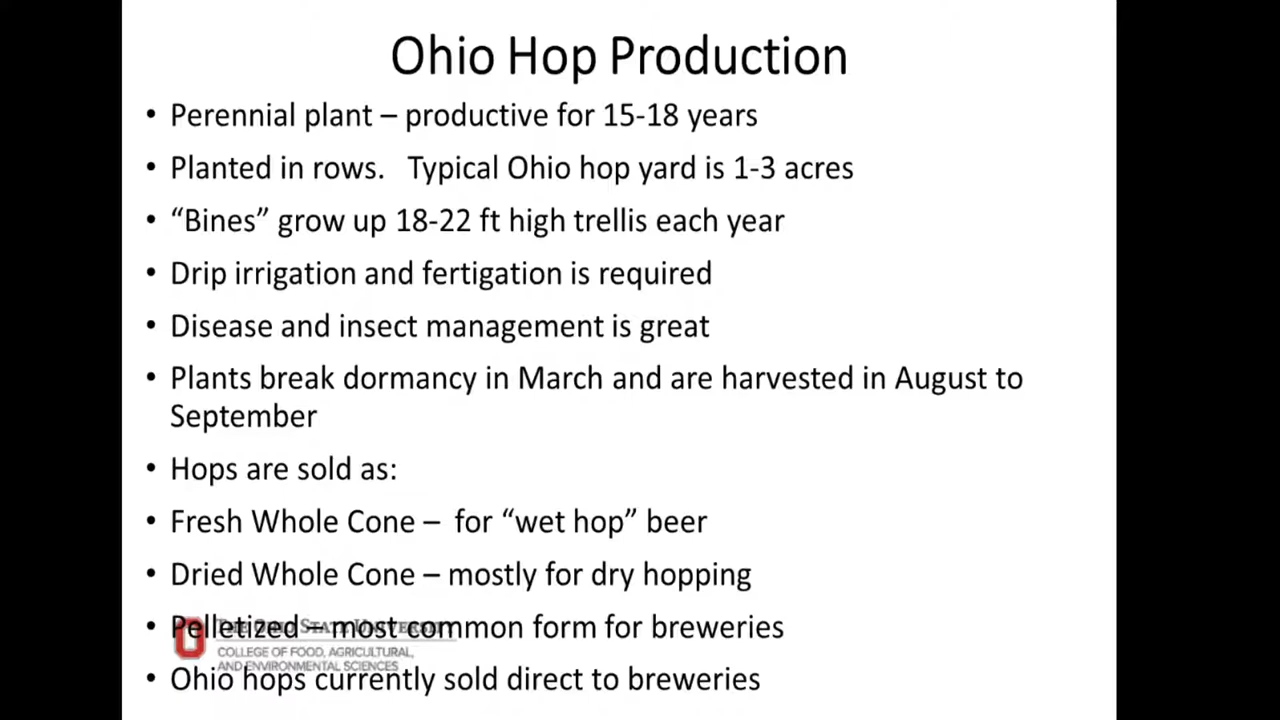 Ohio Hop Production
• Perennial plant – productive for 15-18 years
• Planted in rows.   Typical Ohio hop yard is 1-3 acres
• “Bines” grow up 18-22 ft high trellis each year
• Drip irrigation and fertigation is required
• Disease and insect management is great
• Plants break dormancy in March and are harvested in August to
September
• Hops are sold as:
• Fresh Whole Cone –  for “wet hop” beer
• Dried Whole Cone – mostly for dry hopping
• Pelletized – most common form for breweries
THE OHIO STATE UNIVERSITY
COLLEGE OF FOOD, AGRICULTURAL,
AND ENVIRONMENTAL SCIENCES
• Ohio hops currently sold direct to breweries